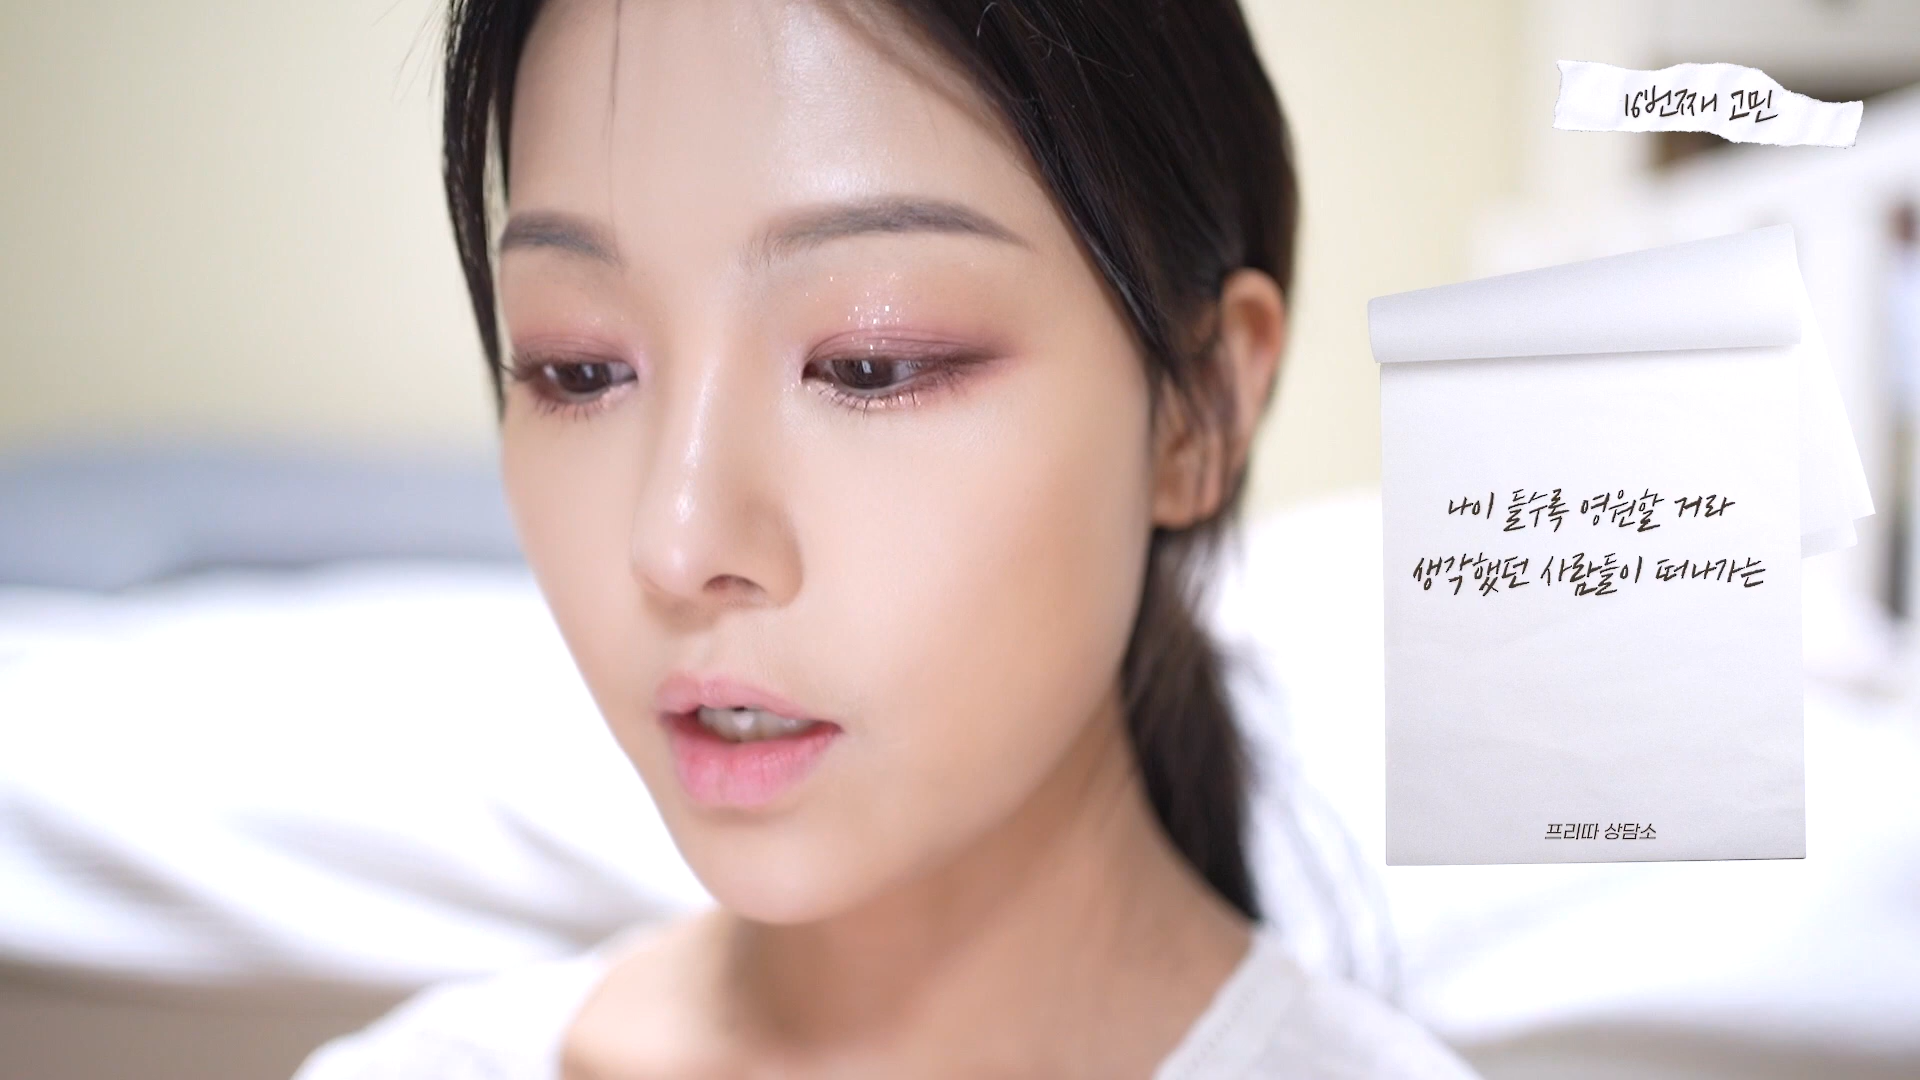 16번째 고민
나이 들수록 영원할 거라
생각했던 사람들이 떠나가는
프리따 상담소